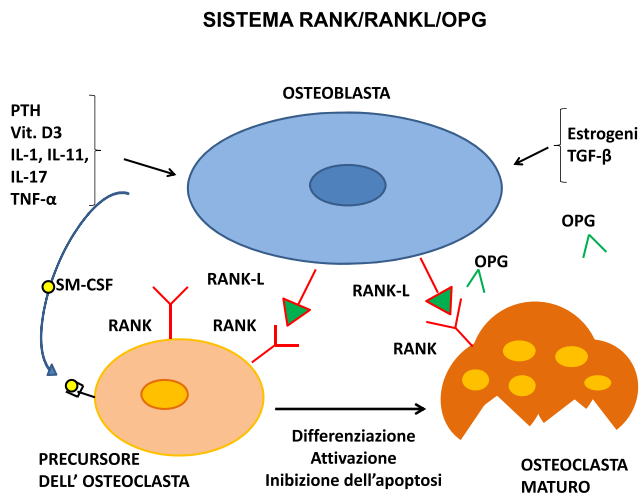 SISTEMA RANK/RANKL/OPG
OSTEOBLASTA
PTH
Vit. D3
IL-1, IL-11,
IL-17
TNF-α
Estrogeni
TGF-β
OPG
OPG
SM-CSF
RANK-L
RANK-L
RANK
RANK
RANK
Differenziazione
Attivazione
Inibizione dell'apoptosi
PRECURSORE
DELL' OSTEOCLASTA
OSTEOCLASTA
MATURO